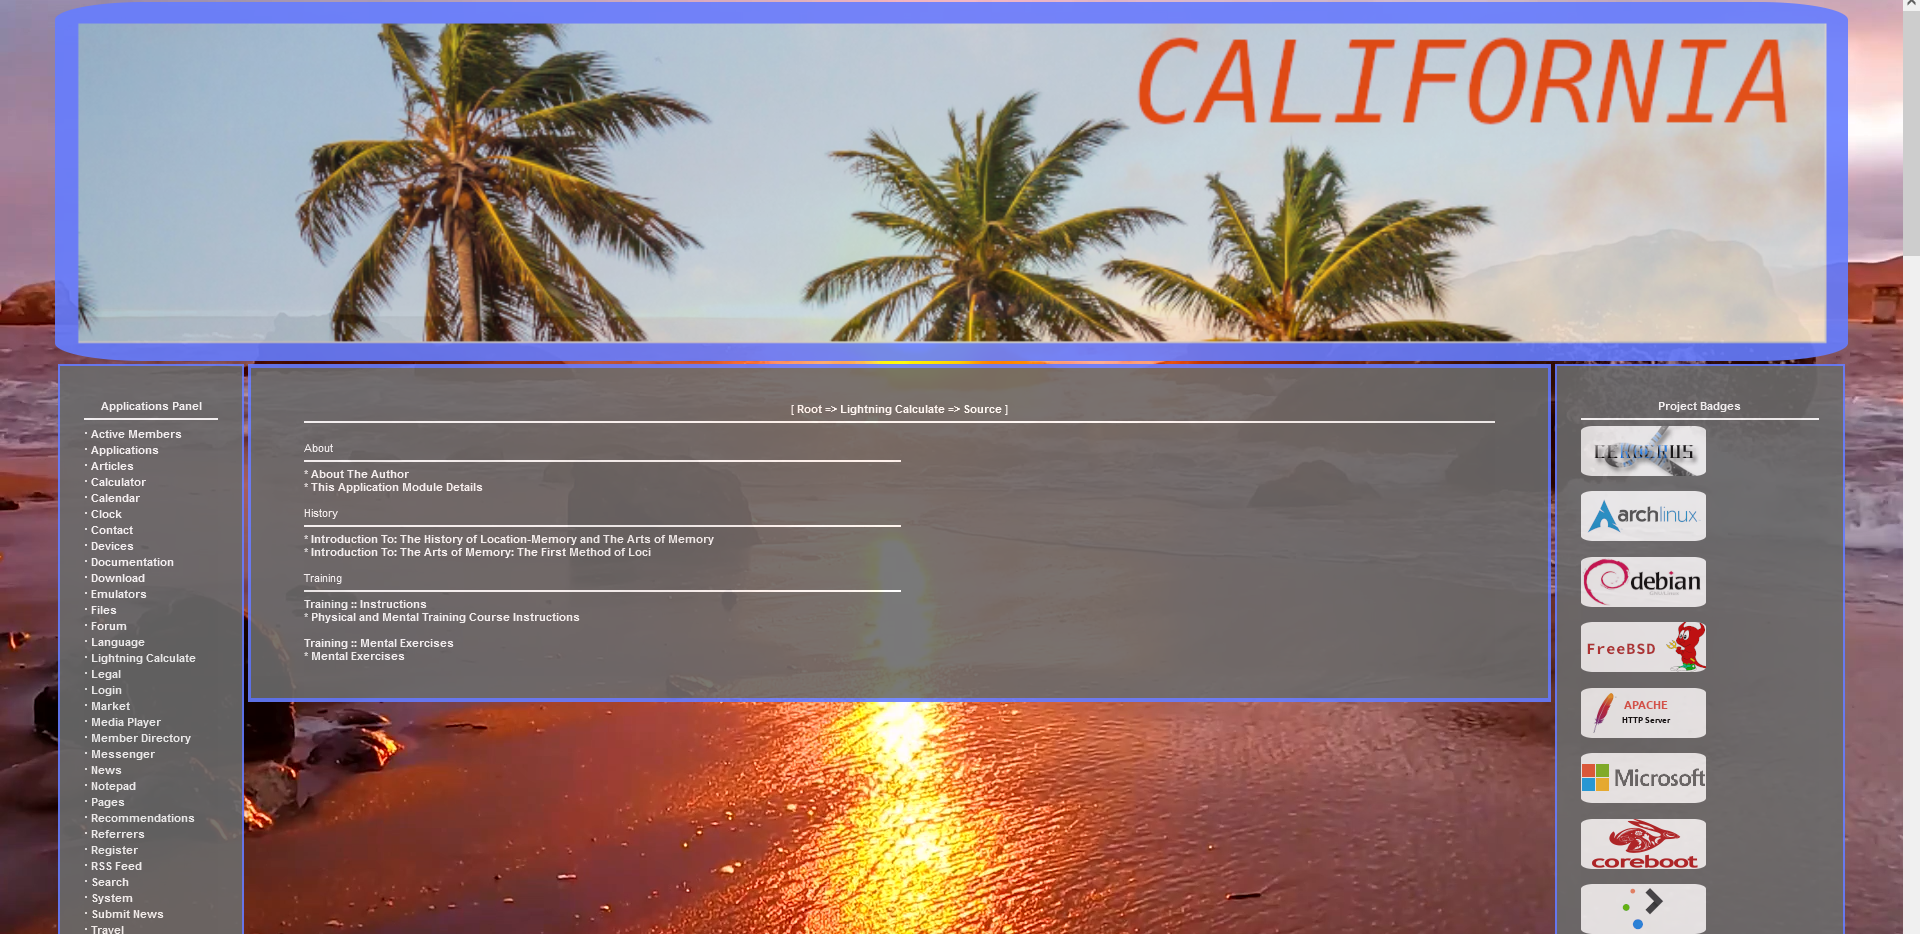 CALIFORNIA
Applications Panel
· Active Members
· Applications
· Articles
· Calculator
· Calendar
· Clock
· Contact
· Devices
· Documentation
· Download
· Emulators
· Files
· Forum
· Language
· Lightning Calculate
· Legal
· Login
· Market
· Media Player
· Member Directory
· Messenger
· News
· Notepad
· Pages
· Recommendations
· Referrers
· Register
· RSS Feed
· Search
· System
· Submit News
· Travel
[ Root => Lightning Calculate => Source ]
About
* About The Author
* This Application Module Details
History
* Introduction To: The History of Location-Memory and The Arts of Memory
* Introduction To: The Arts of Memory: The First Method of Loci
Training
Training :: Instructions
* Physical and Mental Training Course Instructions
Training :: Mental Exercises
* Mental Exercises
Project Badges
CERBERUS
archlinux
debian
FreeBSD
APACHE
HTTP Server
Microsoft
coreboot